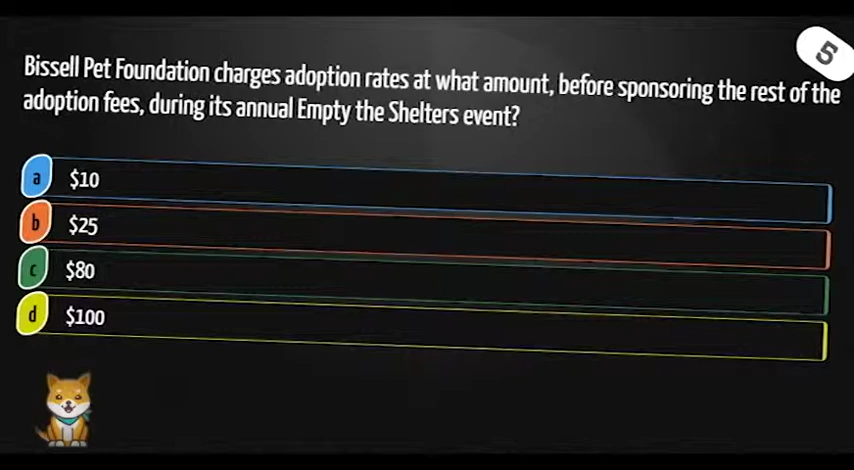 5
Bissell Pet Foundation charges adoption rates at what amount, before sponsoring the rest of the
adoption fees, during its annual Empty the Shelters event?
a $10
b $25
c $80
d $100